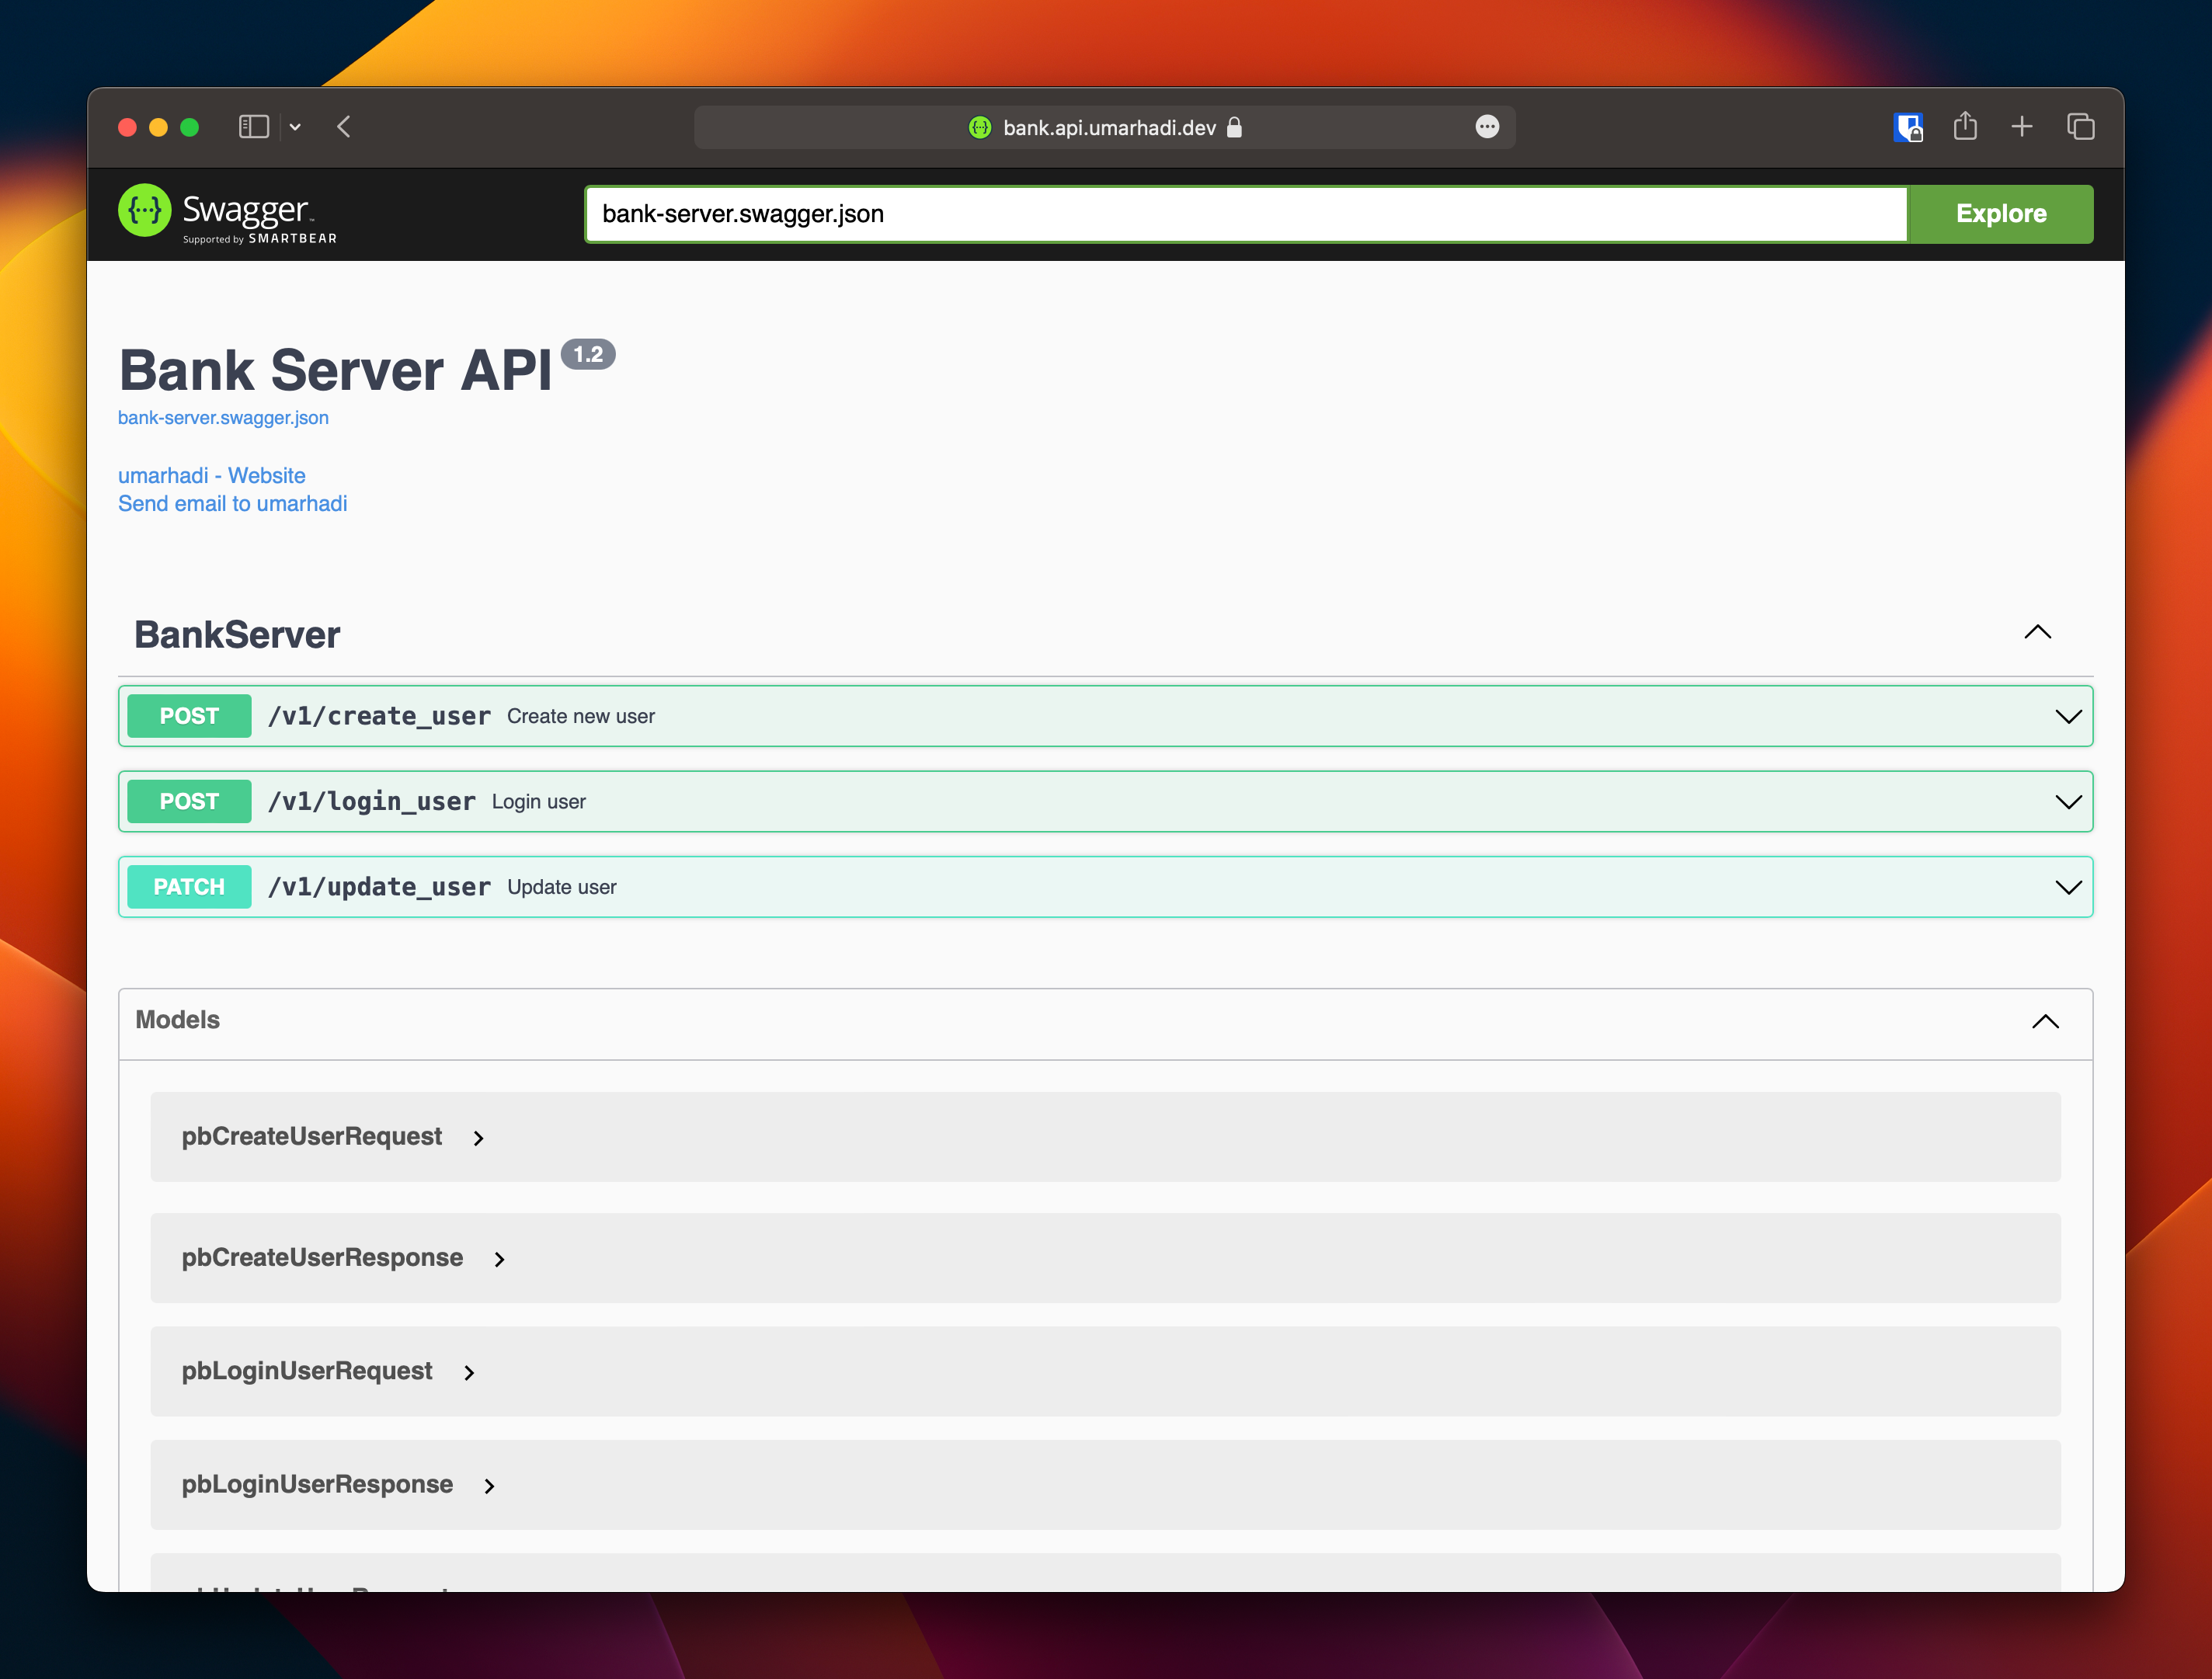 bank.api.umarhadi.dev
Swagger
Supported by SMARTBEAR
bank-server.swagger.json
Explore
Bank Server API 1.2
bank-server.swagger.json
umarhadi - Website
Send email to umarhadi
BankServer
POST /v1/create_user Create new user
POST /v1/login_user Login user
PATCH /v1/update_user Update user
Models
pbCreateUserRequest
pbCreateUserResponse
pbLoginUserRequest
pbLoginUserResponse